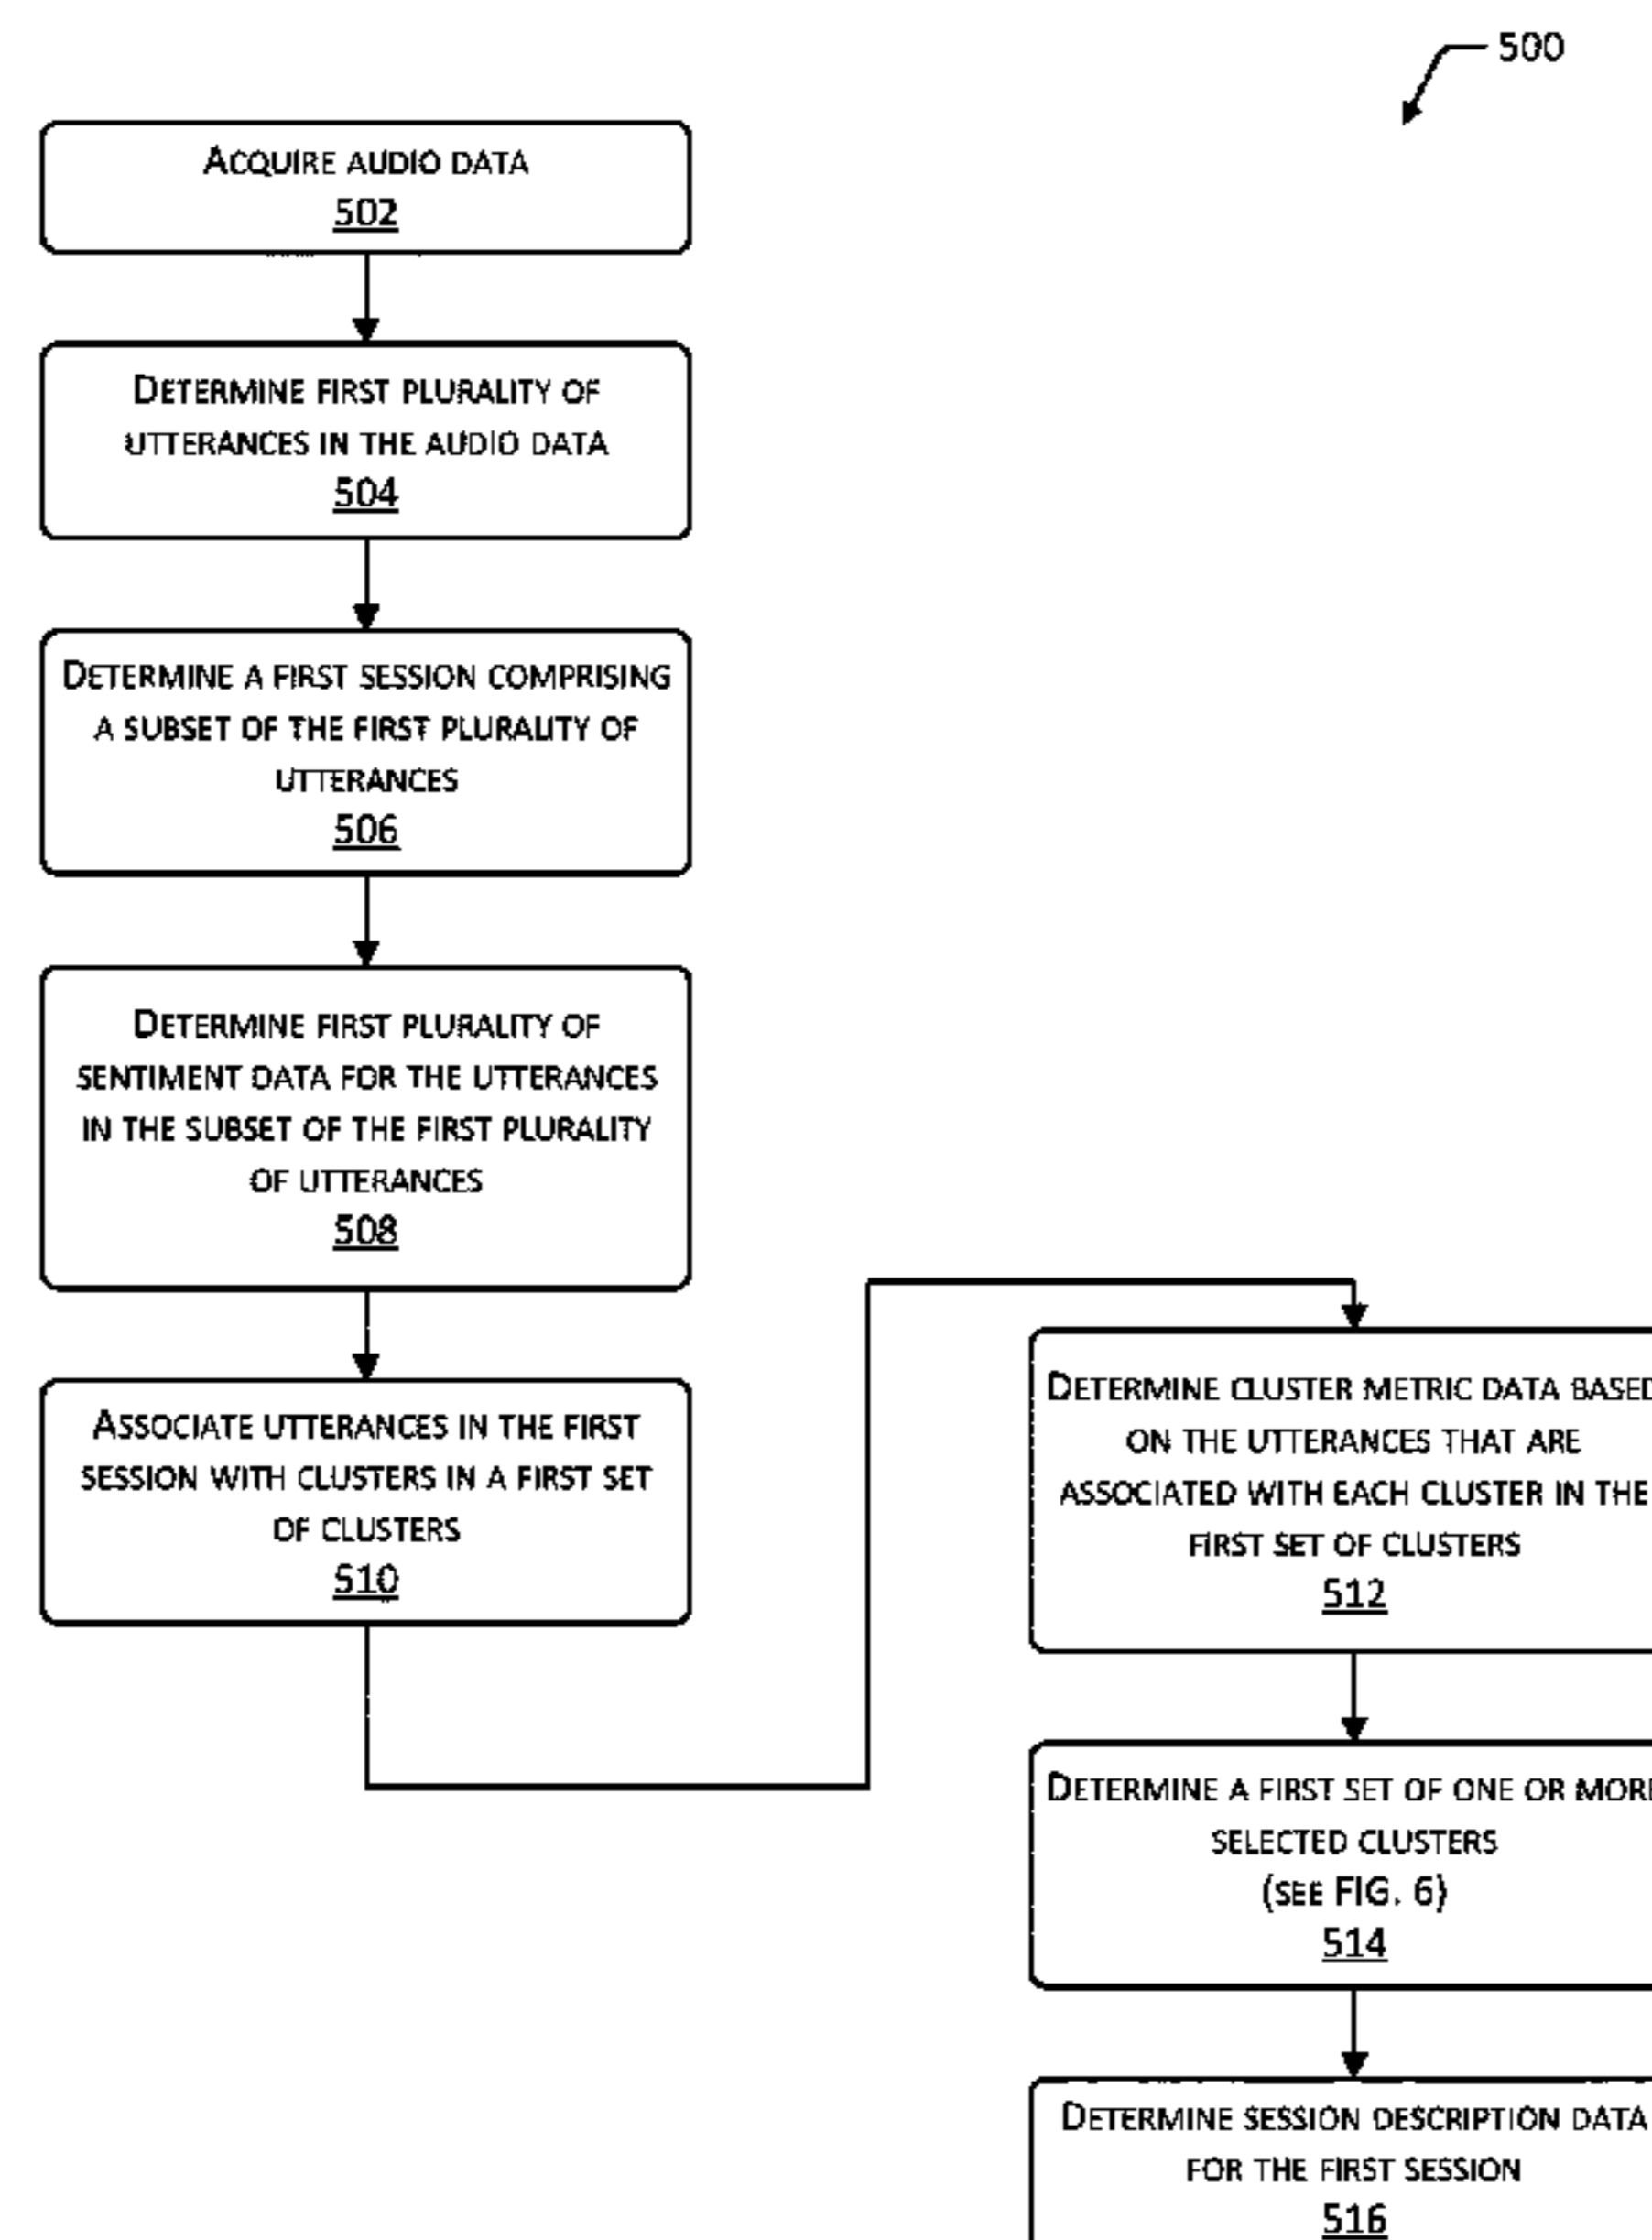 500
ACQUIRE AUDIO DATA
502
DETERMINE FIRST PLURALITY OF
UTTERANCES IN THE AUDIO DATA
504
DETERMINE A FIRST SESSION COMPRISING
A SUBSET OF THE FIRST PLURALITY OF
UTTERANCES
506
DETERMINE FIRST PLURALITY OF
SENTIMENT DATA FOR THE UTTERANCES
IN THE SUBSET OF THE FIRST PLURALITY
OF UTTERANCES
508
ASSOCIATE UTTERANCES IN THE FIRST
SESSION WITH CLUSTERS IN A FIRST SET
OF CLUSTERS
510
DETERMINE CLUSTER METRIC DATA BASED
ON THE UTTERANCES THAT ARE
ASSOCIATED WITH EACH CLUSTER IN THE
FIRST SET OF CLUSTERS
512
DETERMINE A FIRST SET OF ONE OR MORE
SELECTED CLUSTERS
(SEE FIG. 6)
514
DETERMINE SESSION DESCRIPTION DATA
FOR THE FIRST SESSION
516